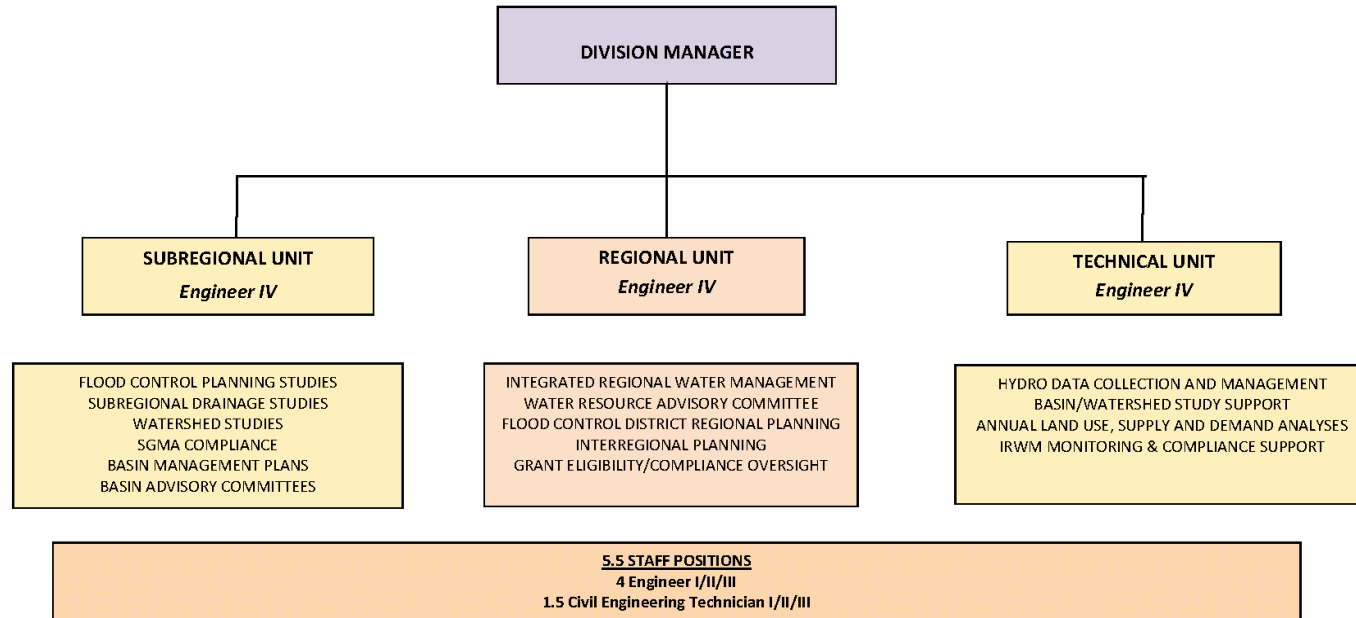 DIVISION MANAGER
SUBREGIONAL UNIT
Engineer IV
REGIONAL UNIT
Engineer IV
TECHNICAL UNIT
Engineer IV
FLOOD CONTROL PLANNING STUDIES
SUBREGIONAL DRAINAGE STUDIES
WATERSHED STUDIES
SGMA COMPLIANCE
BASIN MANAGEMENT PLANS
BASIN ADVISORY COMMITTEES
INTEGRATED REGIONAL WATER MANAGEMENT
WATER RESOURCE ADVISORY COMMITTEE
FLOOD CONTROL DISTRICT REGIONAL PLANNING
INTERREGIONAL PLANNING
GRANT ELIGIBILITY/COMPLIANCE OVERSIGHT
HYDRO DATA COLLECTION AND MANAGEMENT
BASIN/WATERSHED STUDY SUPPORT
ANNUAL LAND USE, SUPPLY AND DEMAND ANALYSES
IRWM MONITORING & COMPLIANCE SUPPORT
5.5 STAFF POSITIONS
4 Engineer I/II/III
1.5 Civil Engineering Technician I/II/III